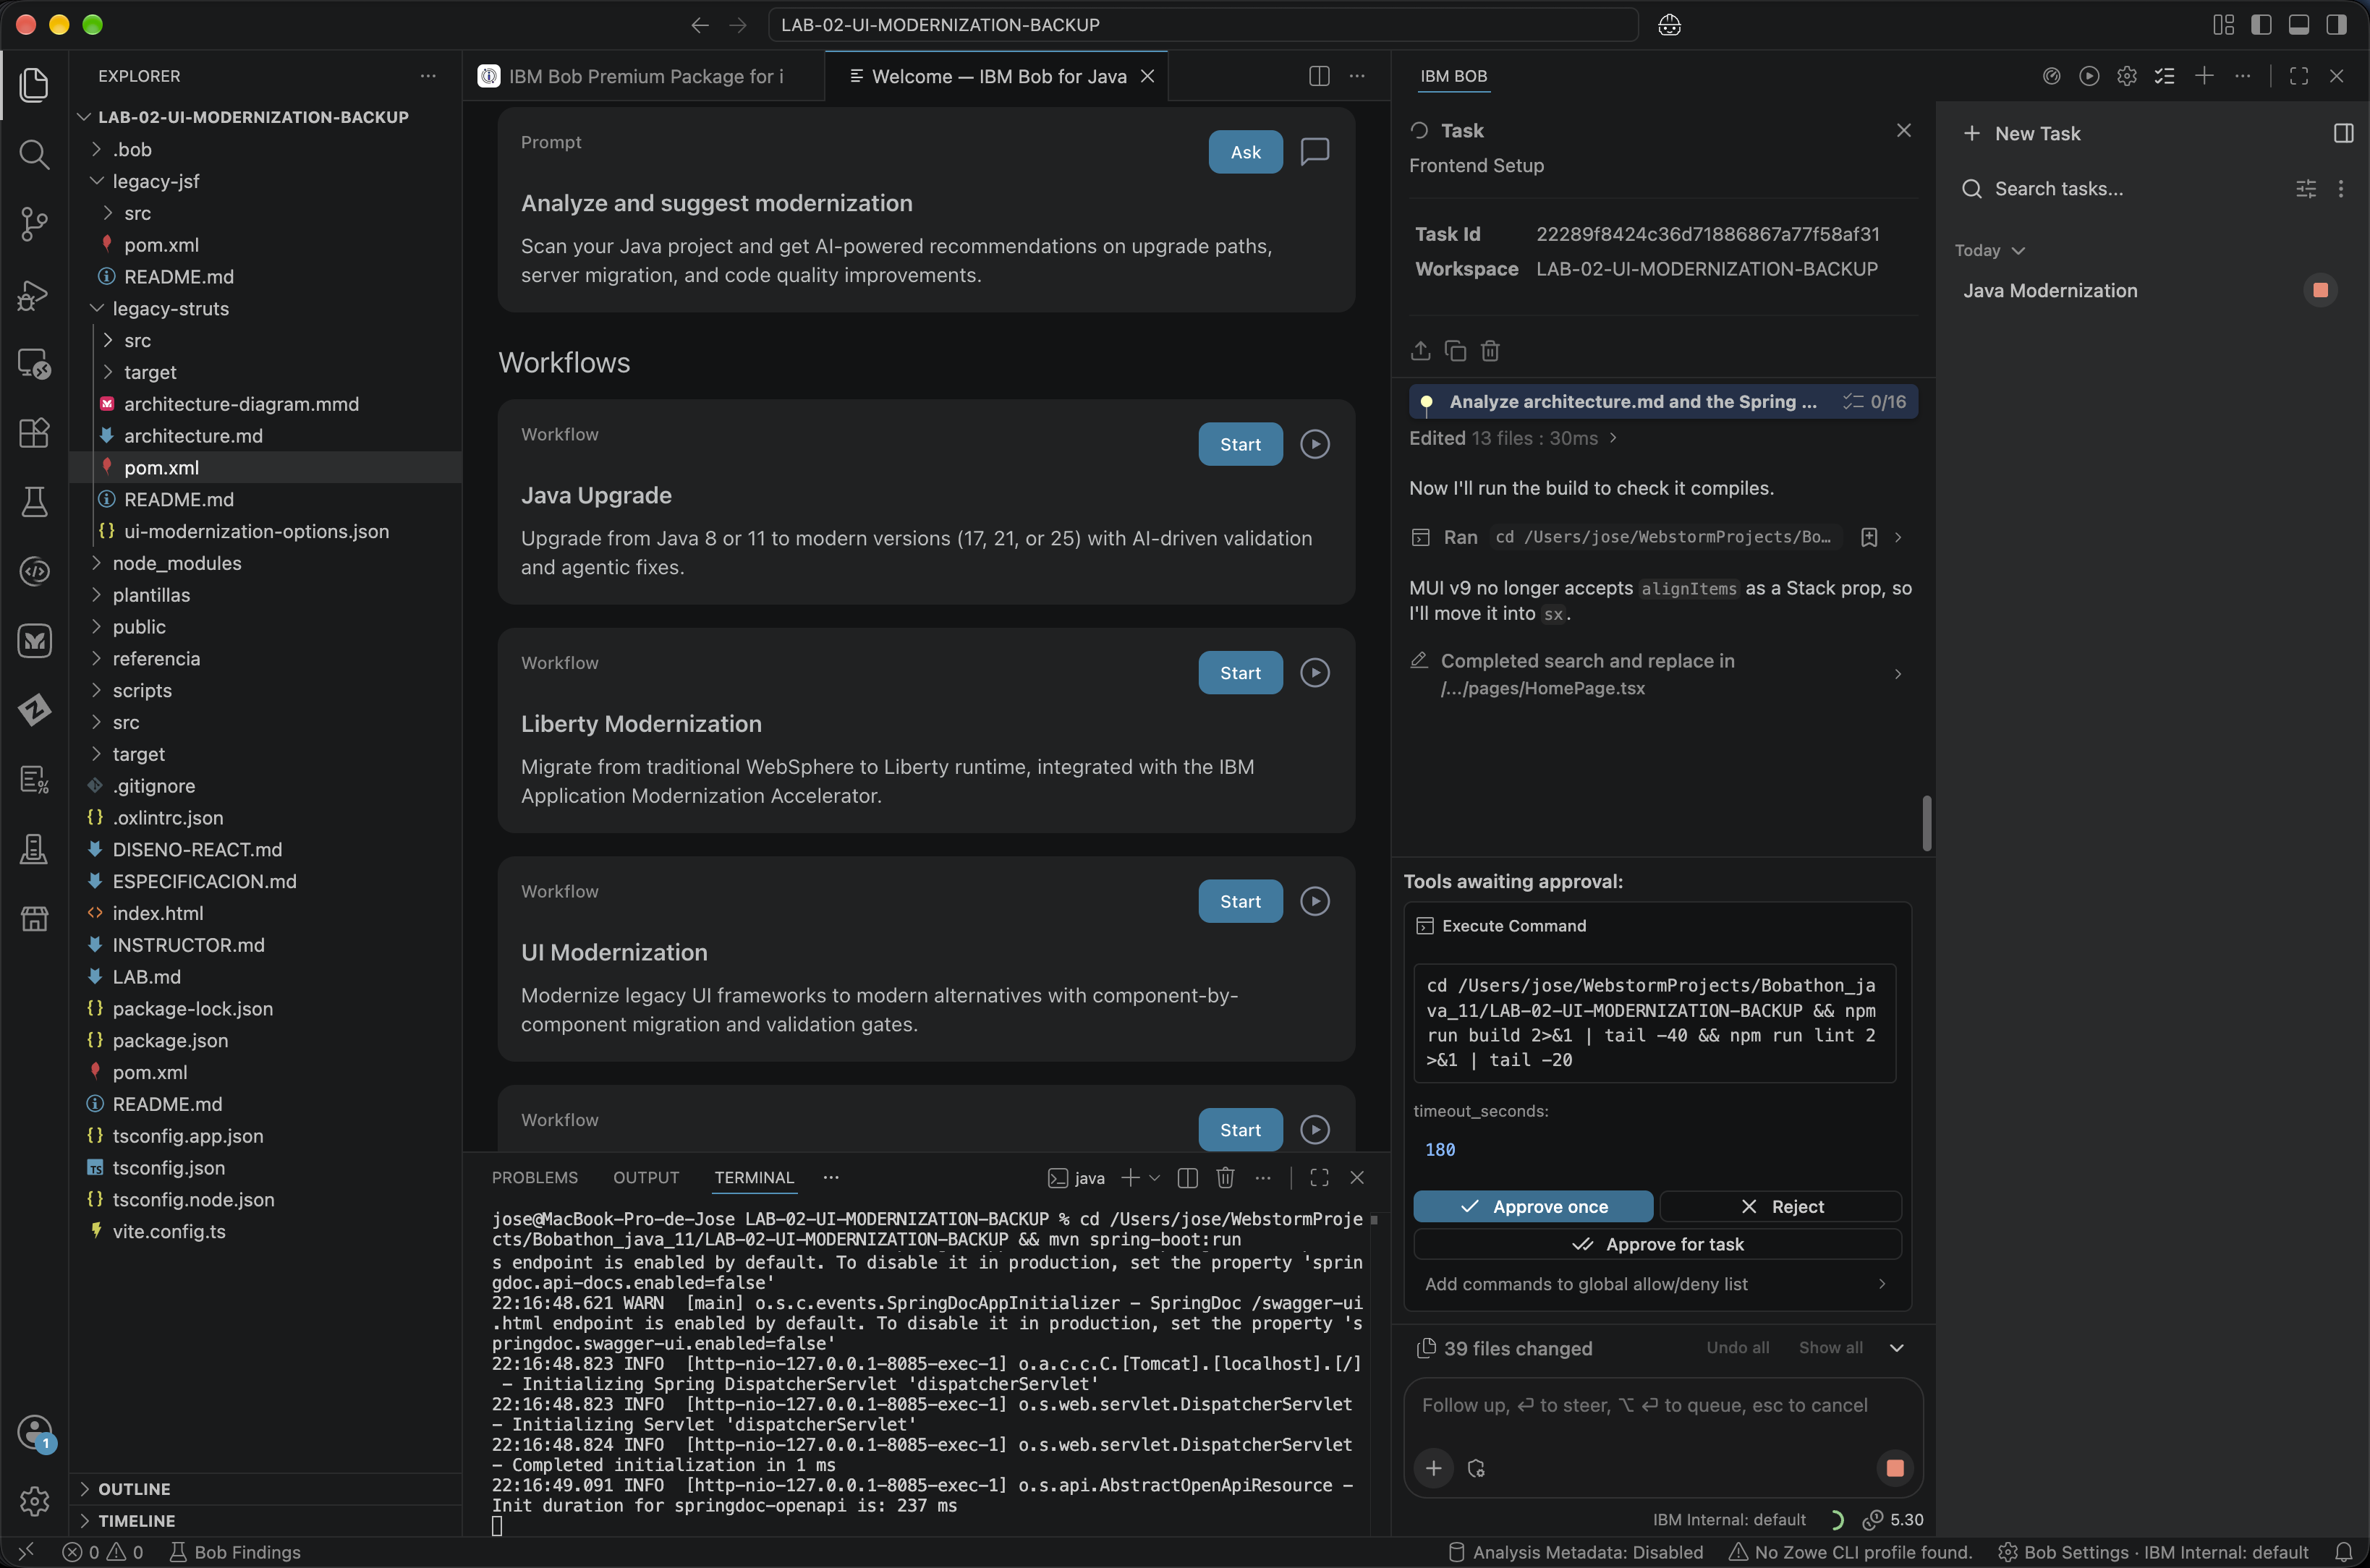 LAB-02-UI-MODERNIZATION-BACKUP
EXPLORER
LAB-02-UI-MODERNIZATION-BACKUP
.bob
legacy-jsf
src
pom.xml
README.md
legacy-struts
src
target
architecture-diagram.mmd
architecture.md
pom.xml
README.md
ui-modernization-options.json
node_modules
plantillas
public
referencia
scripts
src
target
.gitignore
.oxlintrc.json
DISENO-REACT.md
ESPECIFICACION.md
index.html
INSTRUCTOR.md
LAB.md
package-lock.json
package.json
pom.xml
README.md
tsconfig.app.json
tsconfig.json
tsconfig.node.json
vite.config.ts
OUTLINE
TIMELINE
IBM Bob Premium Package for i
Welcome — IBM Bob for Java
Prompt
Ask
Analyze and suggest modernization
Scan your Java project and get AI-powered recommendations on upgrade paths,
server migration, and code quality improvements.
Workflows
Workflow
Start
Java Upgrade
Upgrade from Java 8 or 11 to modern versions (17, 21, or 25) with AI-driven validation
and agentic fixes.
Workflow
Start
Liberty Modernization
Migrate from traditional WebSphere to Liberty runtime, integrated with the IBM
Application Modernization Accelerator.
Workflow
Start
UI Modernization
Modernize legacy UI frameworks to modern alternatives with component-by-
component migration and validation gates.
Workflow
Start
PROBLEMS OUTPUT TERMINAL
java
jose@MacBook-Pro-de-Jose LAB-02-UI-MODERNIZATION-BACKUP % cd /Users/jose/WebstormProje
cts/Bobathon_java_11/LAB-02-UI-MODERNIZATION-BACKUP && mvn spring-boot:run
s endpoint is enabled by default. To disable it in production, set the property 'sprin
gdoc.api-docs.enabled=false'
22:16:48.621 WARN  [main] o.s.c.events.SpringDocAppInitializer - SpringDoc /swagger-ui
.html endpoint is enabled by default. To disable it in production, set the property 's
pringdoc.swagger-ui.enabled=false'
22:16:48.823 INFO  [http-nio-127.0.0.1-8085-exec-1] o.a.c.c.C.[Tomcat].[localhost].[/]
 - Initializing Spring DispatcherServlet 'dispatcherServlet'
22:16:48.823 INFO  [http-nio-127.0.0.1-8085-exec-1] o.s.web.servlet.DispatcherServlet
- Initializing Servlet 'dispatcherServlet'
22:16:48.824 INFO  [http-nio-127.0.0.1-8085-exec-1] o.s.web.servlet.DispatcherServlet
- Completed initialization in 1 ms
22:16:49.091 INFO  [http-nio-127.0.0.1-8085-exec-1] o.s.api.AbstractOpenApiResource -
Init duration for springdoc-openapi is: 237 ms
IBM BOB
Task
Frontend Setup
Task Id 22289f8424c36d71886867a77f58af31
Workspace LAB-02-UI-MODERNIZATION-BACKUP
Analyze architecture.md and the Spring ... 0/16
Edited 13 files : 30ms
Now I'll run the build to check it compiles.
Ran cd /Users/jose/WebstormProjects/Bo...
MUI v9 no longer accepts alignItems as a Stack prop, so
I'll move it into sx.
Completed search and replace in
/.../pages/HomePage.tsx
Tools awaiting approval:
Execute Command
cd /Users/jose/WebstormProjects/Bobathon_ja
va_11/LAB-02-UI-MODERNIZATION-BACKUP && npm
run build 2>&1 | tail -40 && npm run lint 2
>&1 | tail -20
timeout_seconds:
180
Approve once
Reject
Approve for task
Add commands to global allow/deny list
39 files changed Undo all Show all
Follow up, ⏎ to steer, ⌥ ⏎ to queue, esc to cancel
IBM Internal: default 5.30
New Task
Search tasks...
Today
Java Modernization
1
0 0 Bob Findings
Analysis Metadata: Disabled No Zowe CLI profile found. Bob Settings · IBM Internal: default